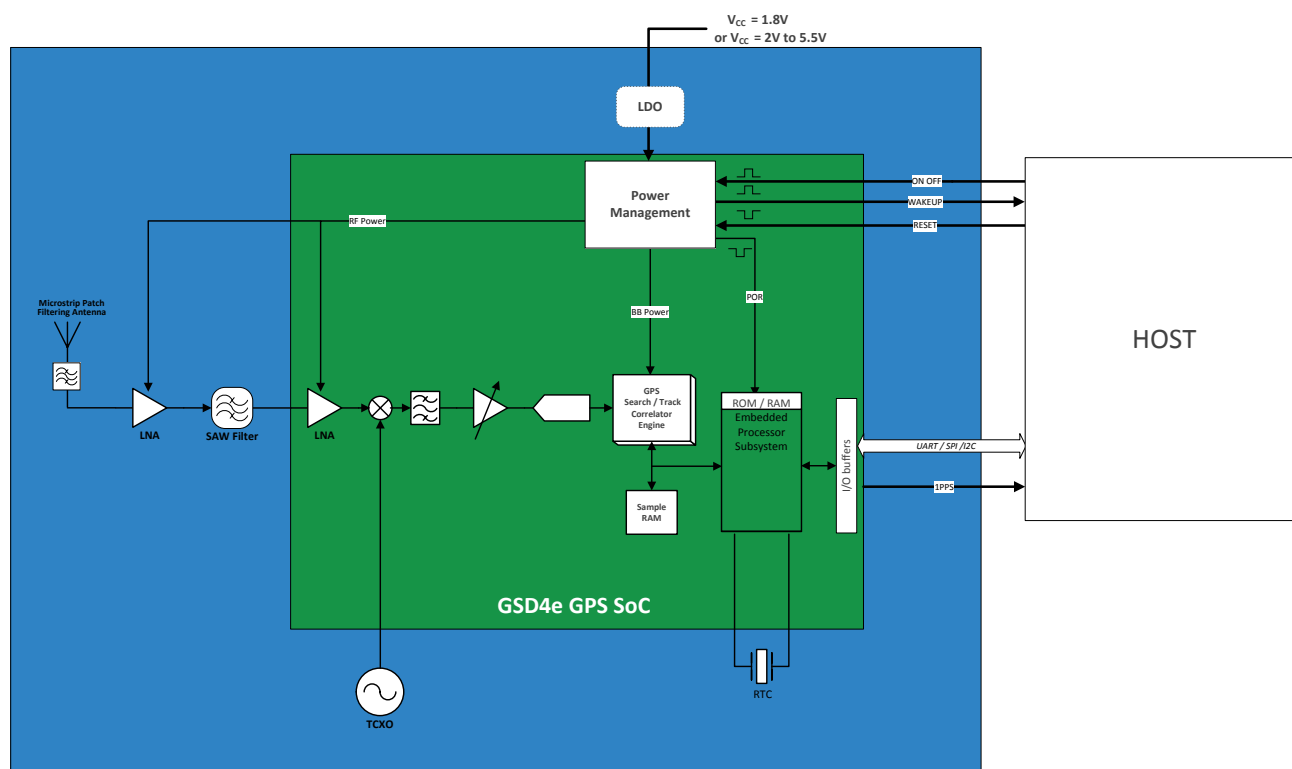 V_CC = 1.8V
or V_CC = 2V to 5.5V
LDO
Power
Management
ON OFF
WAKEUP
RESET
RF Power
POR
BB Power
Microstrip Patch
Filtering Antenna
HOST
LNA
SAW Filter
LNA
GPS
Search / Track
Correlator
Engine
ROM / RAM
Embedded
Processor
Subsystem
I/O buffers
UART / SPI /I2C
1PPS
Sample
RAM
GSD4e GPS SoC
TCXO
RTC